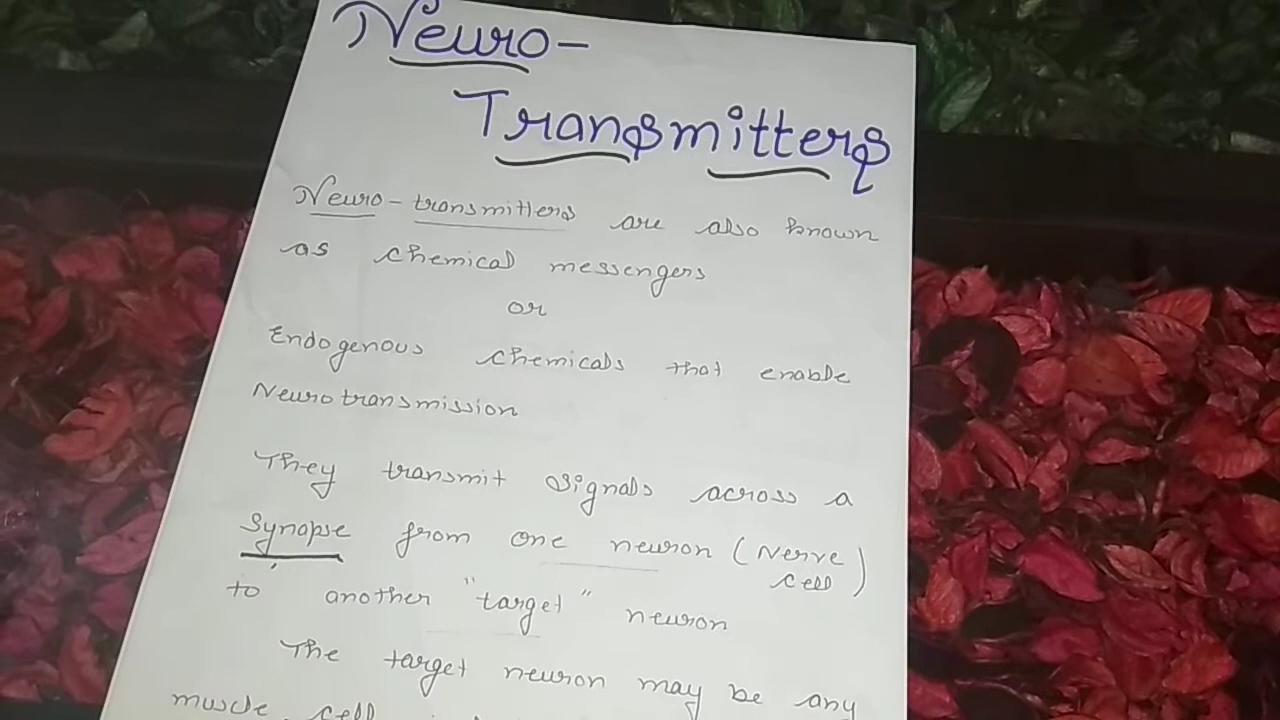 Neuro-
Transmitters
Neuro-transmitters are also known
as chemical messengers
or
Endogenous chemicals that enable
Neurotransmission
They transmit signals across a
Synapse from one neuron (Nerve
cell)
to another "target" neuron
The target neuron may be any
muscle cell